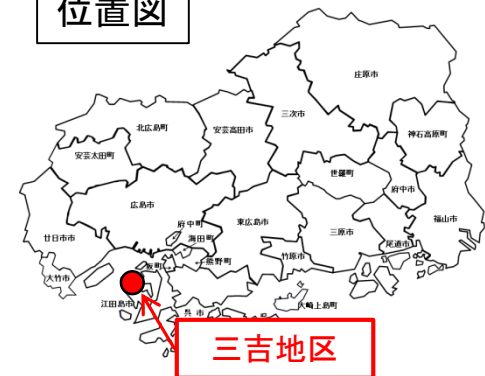 位置図
庄原市
三次市
北広島町
安芸高田市
神石高原町
安芸太田町
世羅町
府中市
広島市
府中町
東広島市
三原市
福山市
廿日市市
海田町
尾道市
熊野町
竹原市
坂町
大竹市
江田島市
呉市
大崎上島町
三吉地区